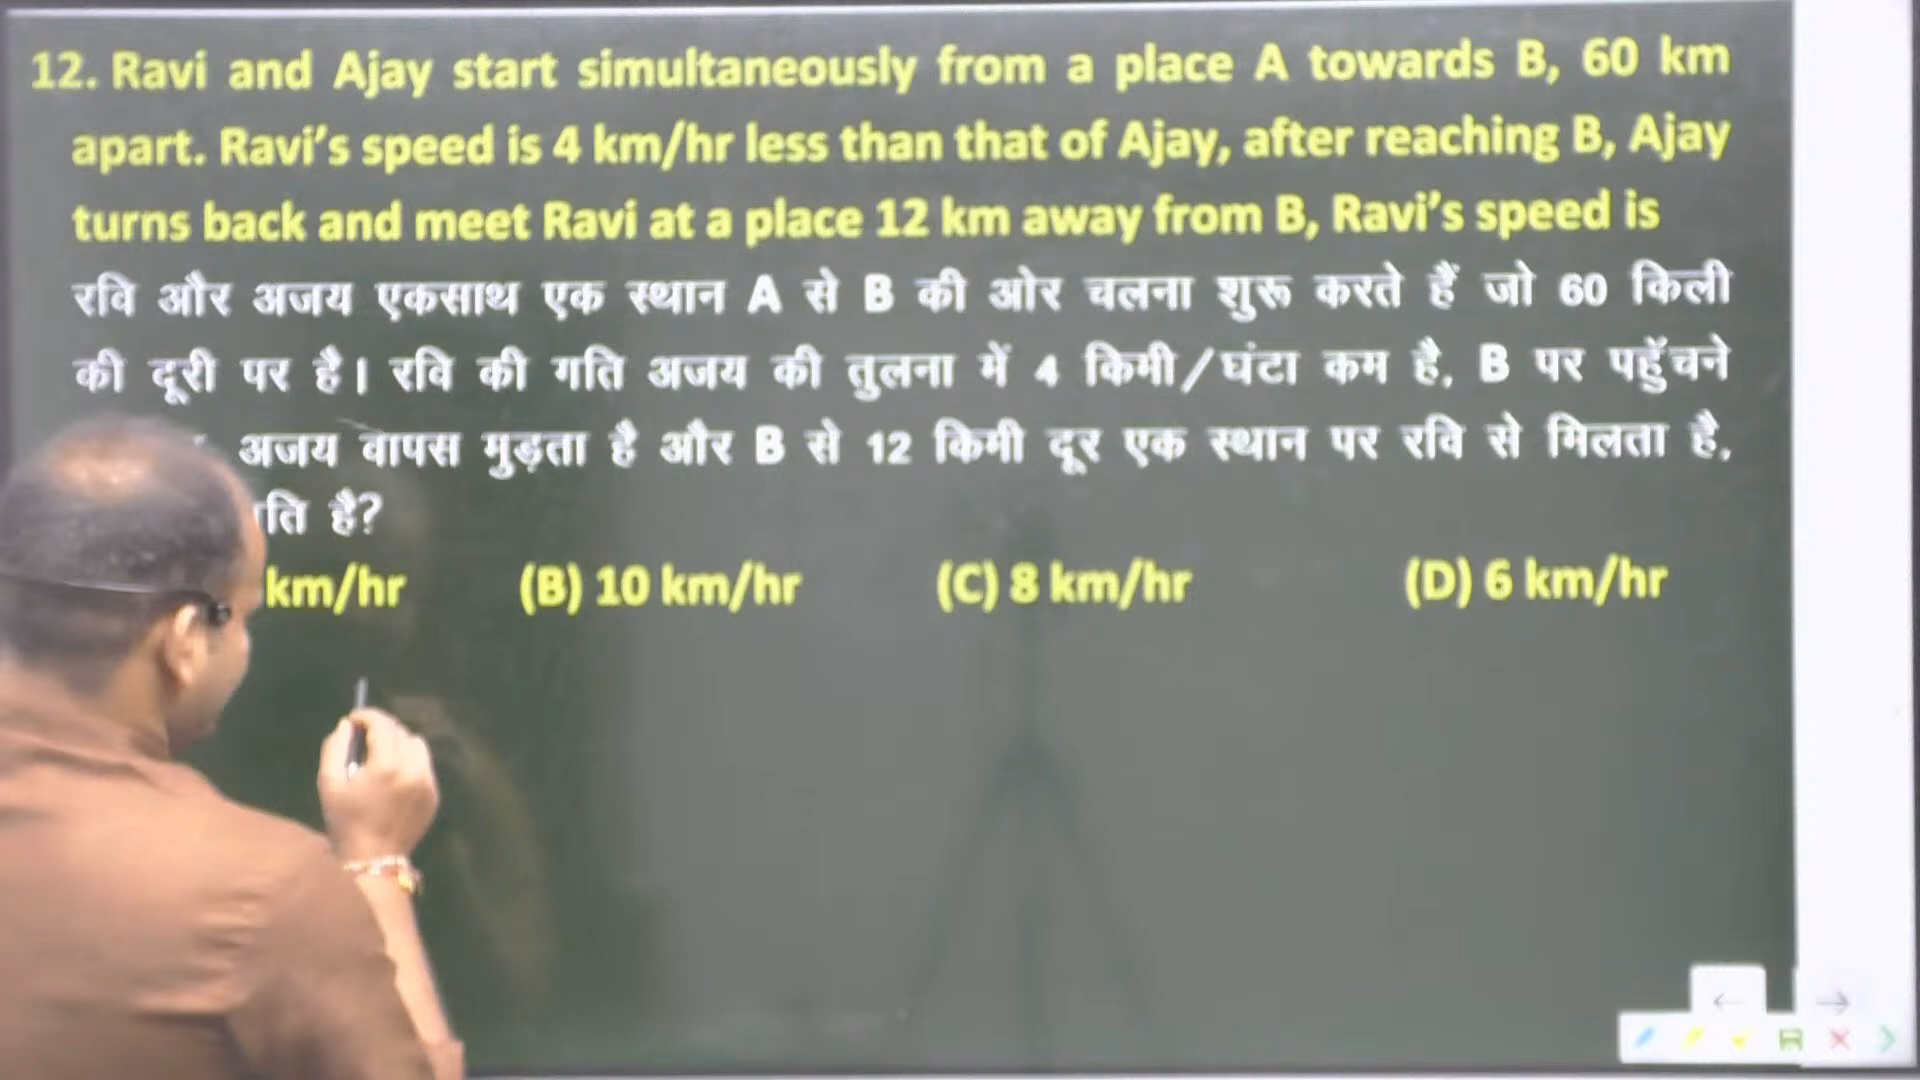 12. Ravi and Ajay start simultaneously from a place A towards B, 60 km
apart. Ravi's speed is 4 km/hr less than that of Ajay, after reaching B, Ajay
turns back and meet Ravi at a place 12 km away from B, Ravi's speed is
रवि और अजय एकसाथ एक स्थान A से B की ओर चलना शुरू करते हैं जो 60 किली
की दूरी पर है। रवि की गति अजय की तुलना में 4 किमी/घंटा कम है, B पर पहुँचने
अजय वापस मुड़ता है और B से 12 किमी दूर एक स्थान पर रवि से मिलता है,
है?
km/hr (B) 10 km/hr (C) 8 km/hr (D) 6 km/hr